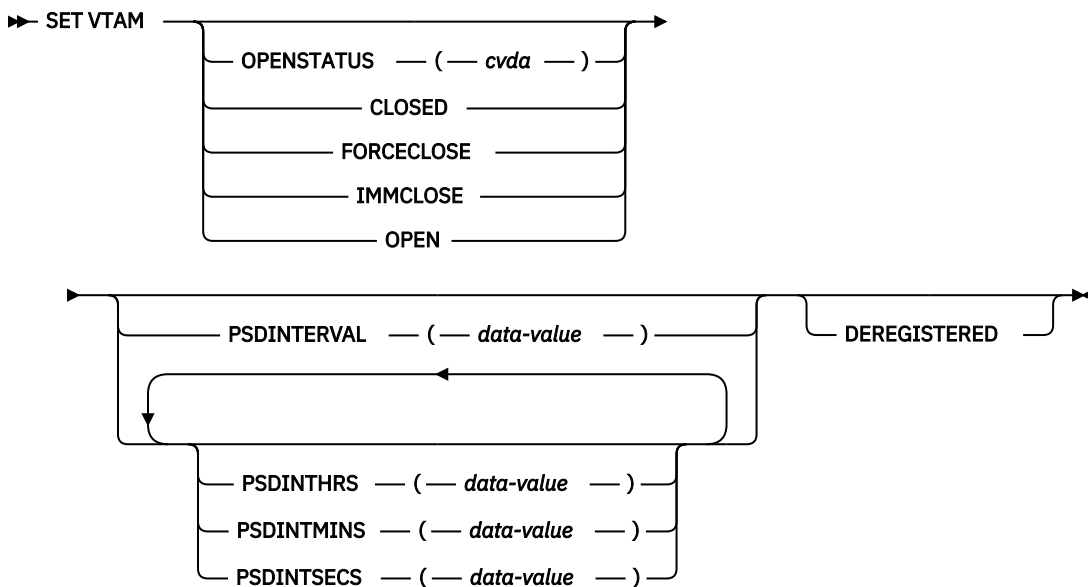 SET VTAM
OPENSTATUS ( cvda )
CLOSED
FORCECLOSE
IMMCLOSE
OPEN
PSDINTERVAL ( data-value )
DEREGISTERED
PSDINTHRS ( data-value )
PSDINTMINS ( data-value )
PSDINTSECS ( data-value )